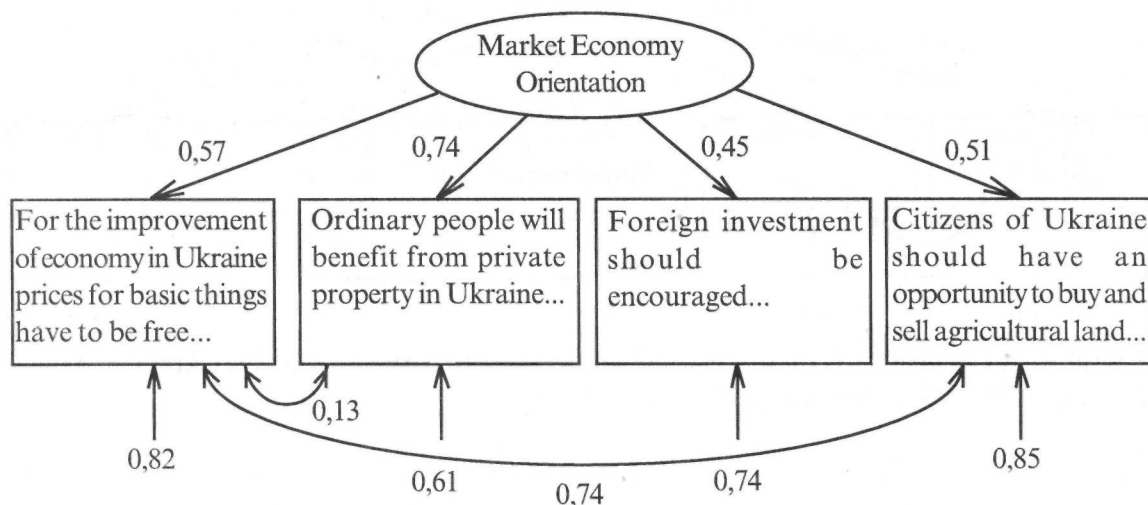 Market Economy
Orientation
0,57
0,74
0,45
0,51
For the improvement
of economy in Ukraine
prices for basic things
have to be free...
Ordinary people will
benefit from private
property in Ukraine...
Foreign investment
should be
encouraged...
Citizens of Ukraine
should have an
opportunity to buy and
sell agricultural land...
0,13
0,82
0,61
0,74
0,74
0,85